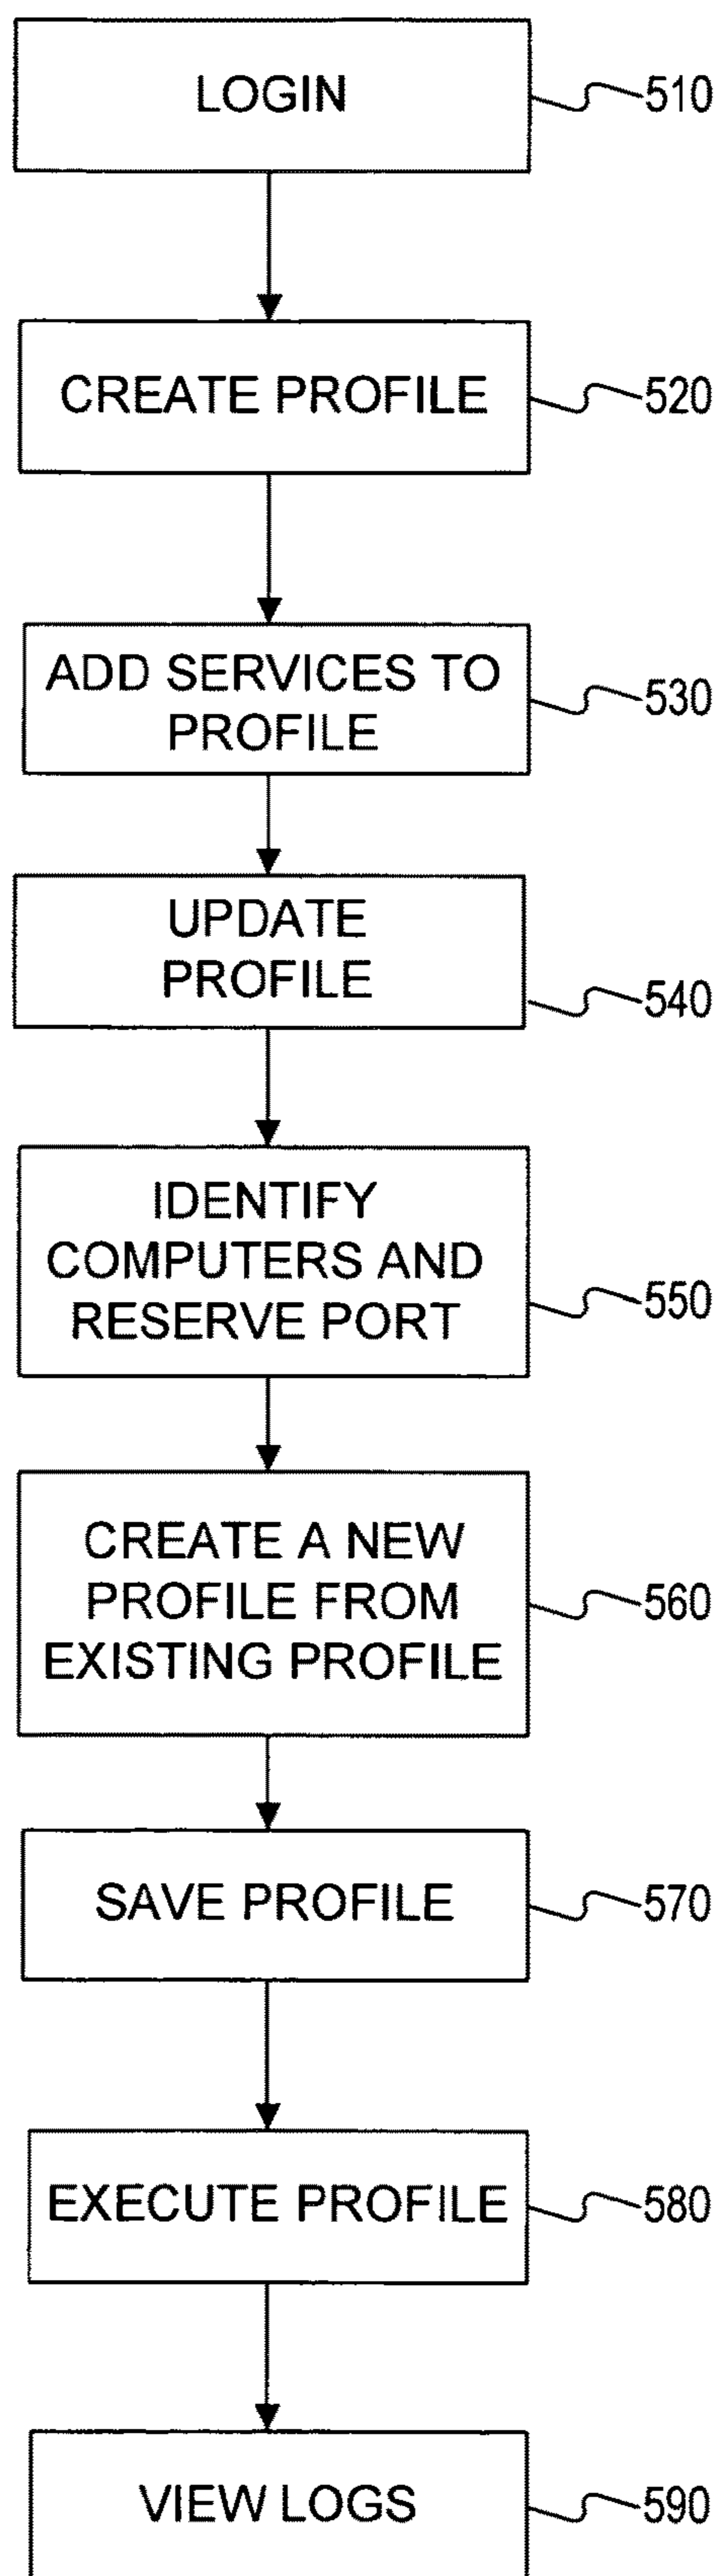 LOGIN
510
CREATE PROFILE
520
ADD SERVICES TO
PROFILE
530
UPDATE
PROFILE
540
IDENTIFY
COMPUTERS AND
RESERVE PORT
550
CREATE A NEW
PROFILE FROM
EXISTING PROFILE
560
SAVE PROFILE
570
EXECUTE PROFILE
580
VIEW LOGS
590